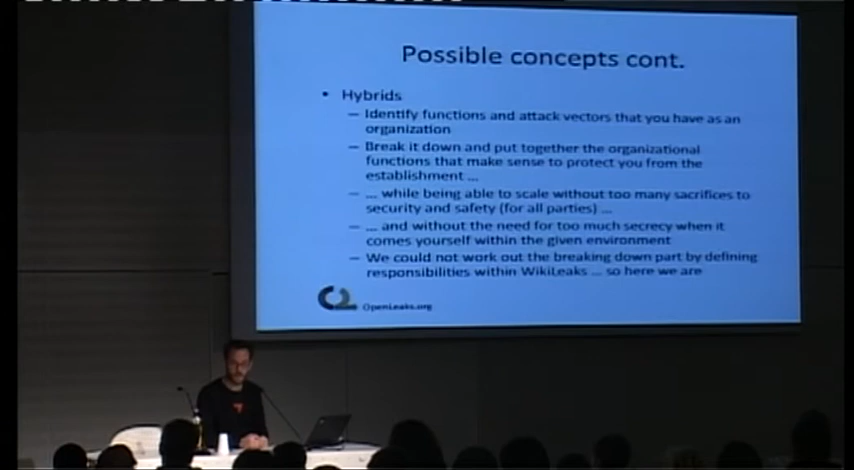 Possible concepts cont.
• Hybrids
– Identify functions and attack vectors that you have as an
organization
– Break it down and put together the organizational
functions that make sense to protect you from the
establishment ...
– ... while being able to scale without too many sacrifices to
security and safety (for all parties) ...
– ... and without the need for too much secrecy when it
comes yourself within the given environment
– We could not work out the breaking down part by defining
responsibilities within WikiLeaks ... so here we are
OpenLeaks.org